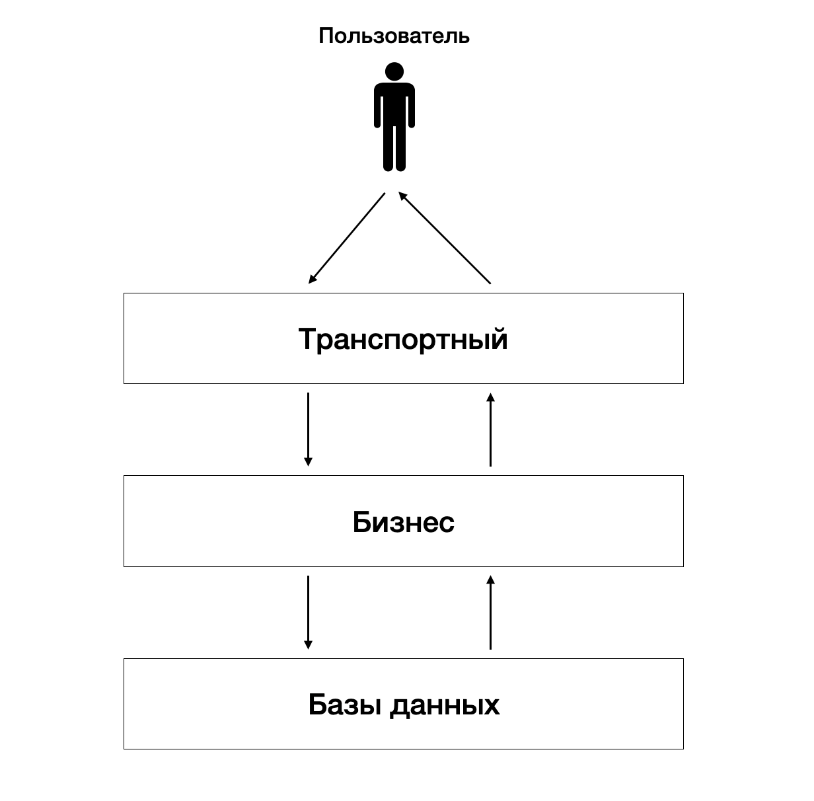 Пользователь
Транспортный
Бизнес
Базы данных